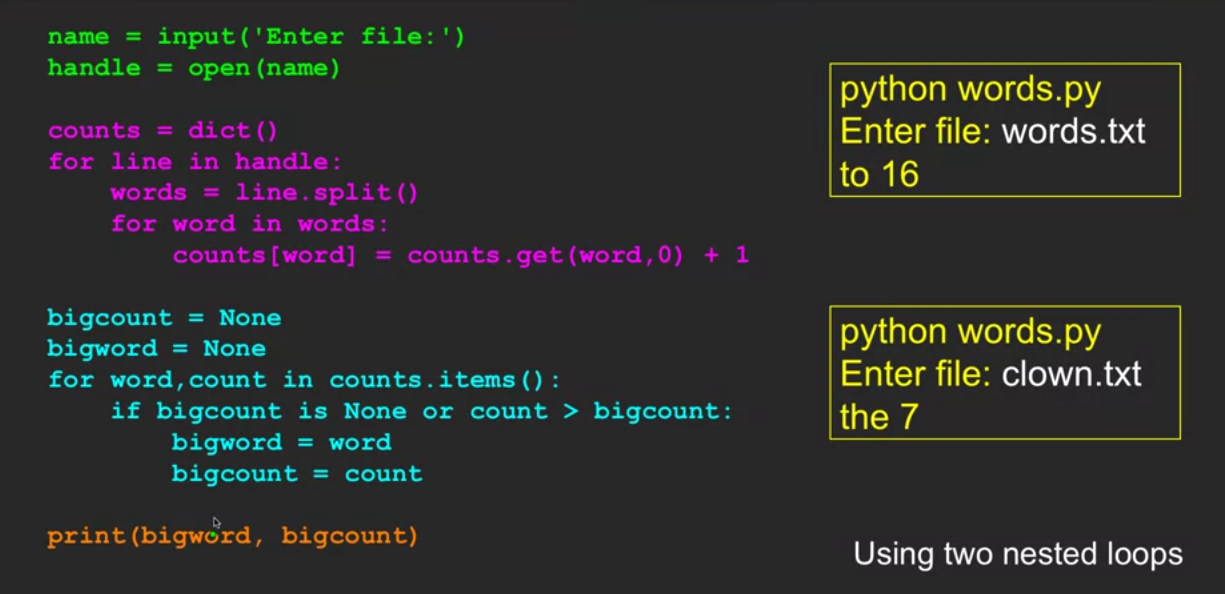 name = input('Enter file:')
handle = open(name)
counts = dict()
for line in handle:
    words = line.split()
    for word in words:
        counts[word] = counts.get(word,0) + 1
bigcount = None
bigword = None
for word,count in counts.items():
    if bigcount is None or count > bigcount:
        bigword = word
        bigcount = count
print(bigword, bigcount)
python words.py
Enter file: words.txt
to 16
python words.py
Enter file: clown.txt
the 7
Using two nested loops